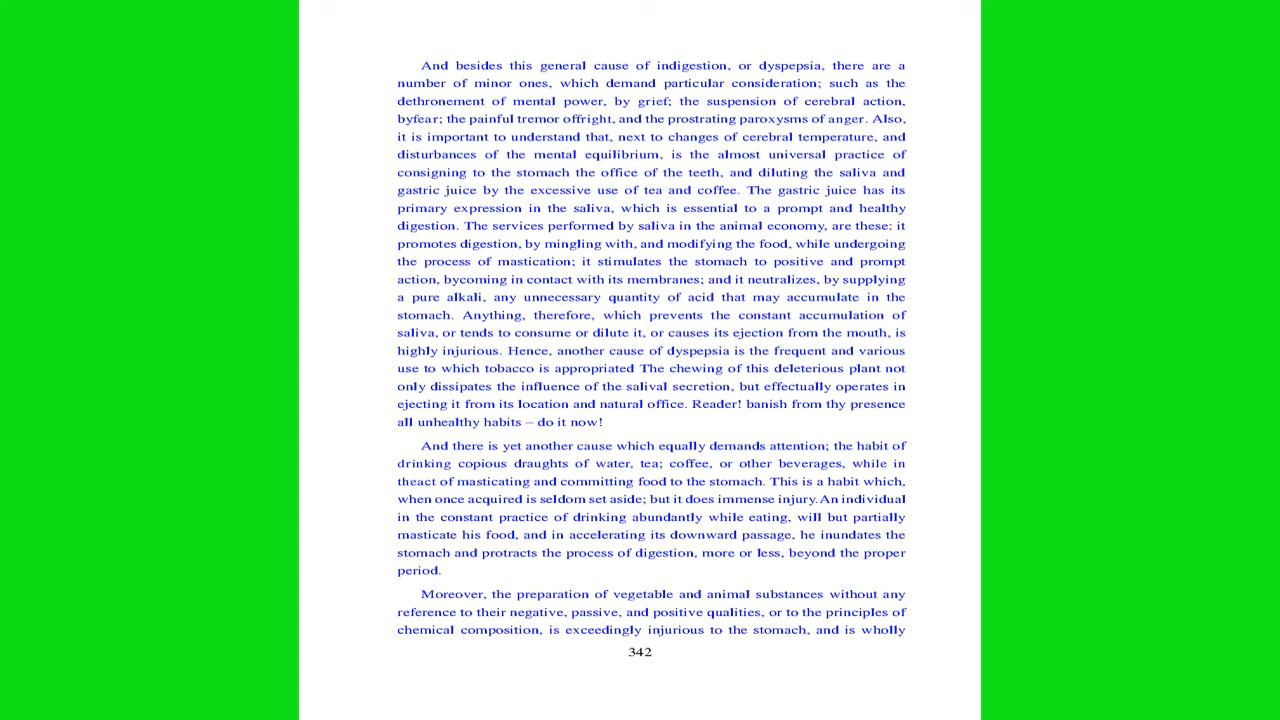 And besides this general cause of indigestion, or dyspepsia, there are a
number of minor ones, which demand particular consideration; such as the
dethronement of mental power, by grief; the suspension of cerebral action,
byfear; the painful tremor offright, and the prostrating paroxysms of anger. Also,
it is important to understand that, next to changes of cerebral temperature, and
disturbances of the mental equilibrium, is the almost universal practice of
consigning to the stomach the office of the teeth, and diluting the saliva and
gastric juice by the excessive use of tea and coffee. The gastric juice has its
primary expression in the saliva, which is essential to a prompt and healthy
digestion. The services performed by saliva in the animal economy, are these: it
promotes digestion, by mingling with, and modifying the food, while undergoing
the process of mastication; it stimulates the stomach to positive and prompt
action, bycoming in contact with its membranes; and it neutralizes, by supplying
a pure alkali, any unnecessary quantity of acid that may accumulate in the
stomach. Anything, therefore, which prevents the constant accumulation of
saliva, or tends to consume or dilute it, or causes its ejection from the mouth, is
highly injurious. Hence, another cause of dyspepsia is the frequent and various
use to which tobacco is appropriated The chewing of this deleterious plant not
only dissipates the influence of the salival secretion, but effectually operates in
ejecting it from its location and natural office. Reader! banish from thy presence
all unhealthy habits – do it now!
And there is yet another cause which equally demands attention; the habit of
drinking copious draughts of water, tea; coffee, or other beverages, while in
theact of masticating and committing food to the stomach. This is a habit which,
when once acquired is seldom set aside; but it does immense injury. An individual
in the constant practice of drinking abundantly while eating, will but partially
masticate his food, and in accelerating its downward passage, he inundates the
stomach and protracts the process of digestion, more or less, beyond the proper
period.
Moreover, the preparation of vegetable and animal substances without any
reference to their negative, passive, and positive qualities, or to the principles of
chemical composition, is exceedingly injurious to the stomach, and is wholly
342